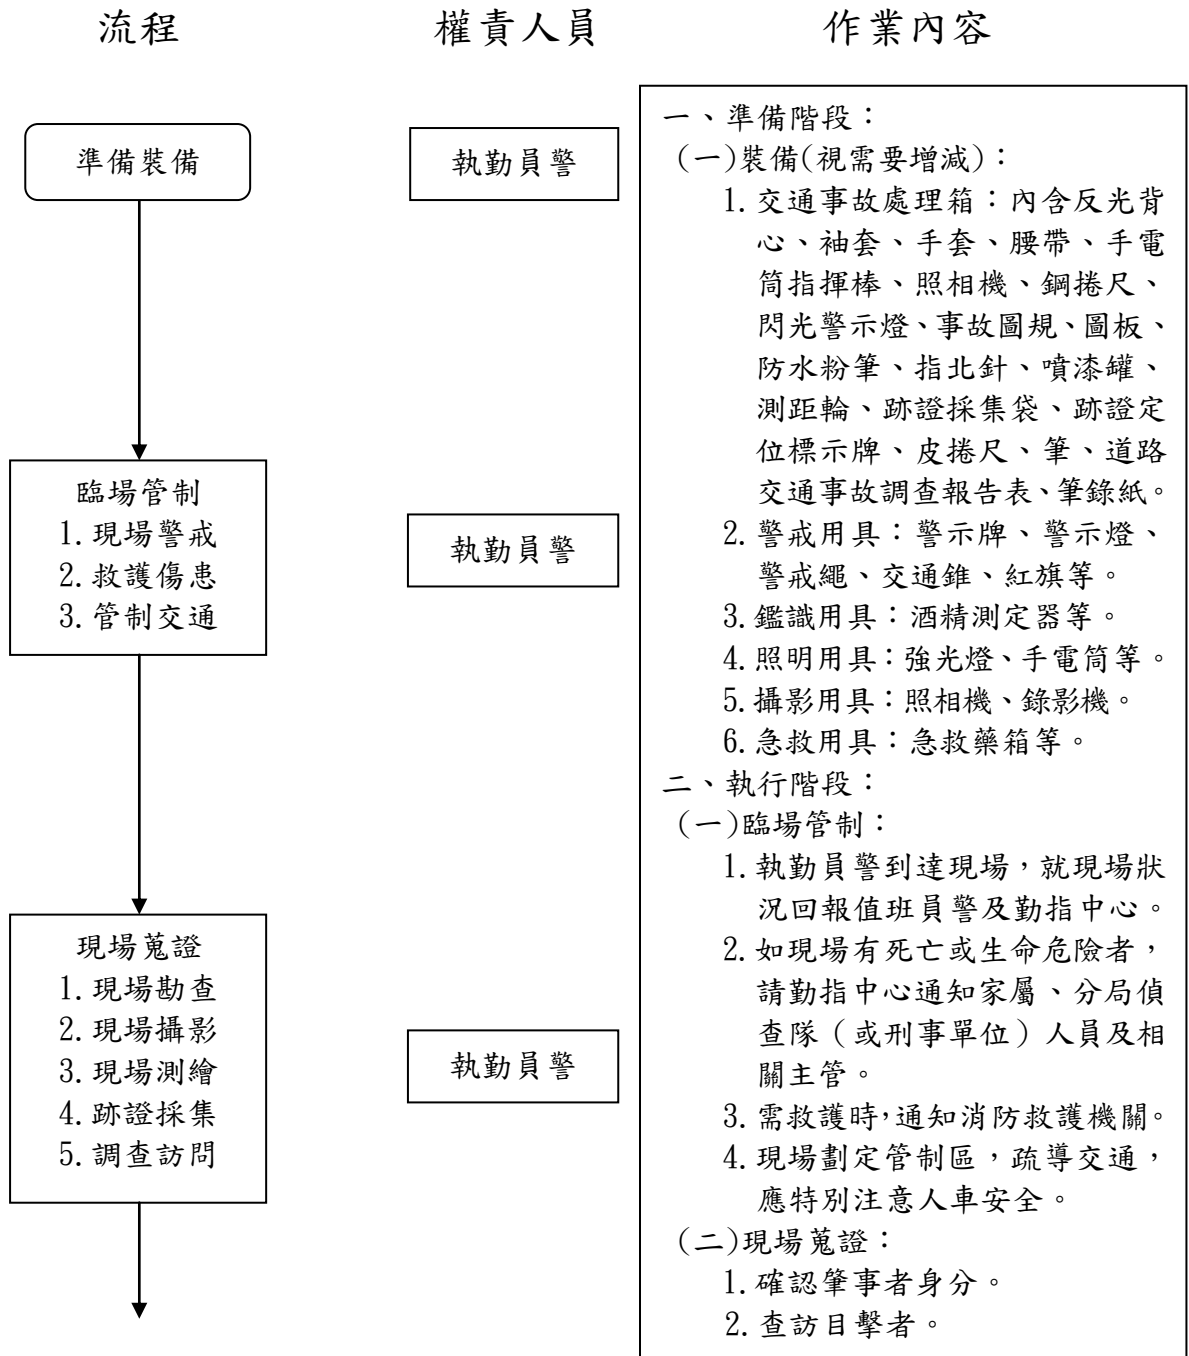 流程
權責人員
作業內容
準備裝備
執勤員警
臨場管制
1.現場警戒
2.救護傷患
3.管制交通
執勤員警
現場蒐證
1.現場勘查
2.現場攝影
3.現場測繪
4.跡證採集
5.調查訪問
執勤員警
一、準備階段：
(一)裝備(視需要增減)：
1.交通事故處理箱：內含反光背
心、袖套、手套、腰帶、手電
筒指揮棒、照相機、鋼捲尺、
閃光警示燈、事故圖規、圖板、
防水粉筆、指北針、噴漆罐、
測距輪、跡證採集袋、跡證定
位標示牌、皮捲尺、筆、道路
交通事故調查報告表、筆錄紙。
2.警戒用具：警示牌、警示燈、
警戒繩、交通錐、紅旗等。
3.鑑識用具：酒精測定器等。
4.照明用具：強光燈、手電筒等。
5.攝影用具：照相機、錄影機。
6.急救用具：急救藥箱等。
二、執行階段：
(一)臨場管制：
1.執勤員警到達現場，就現場狀
況回報值班員警及勤指中心。
2.如現場有死亡或生命危險者，
請勤指中心通知家屬、分局偵
查隊（或刑事單位）人員及相
關主管。
3.需救護時，通知消防救護機關。
4.現場劃定管制區，疏導交通，
應特別注意人車安全。
(二)現場蒐證：
1.確認肇事者身分。
2.查訪目擊者。